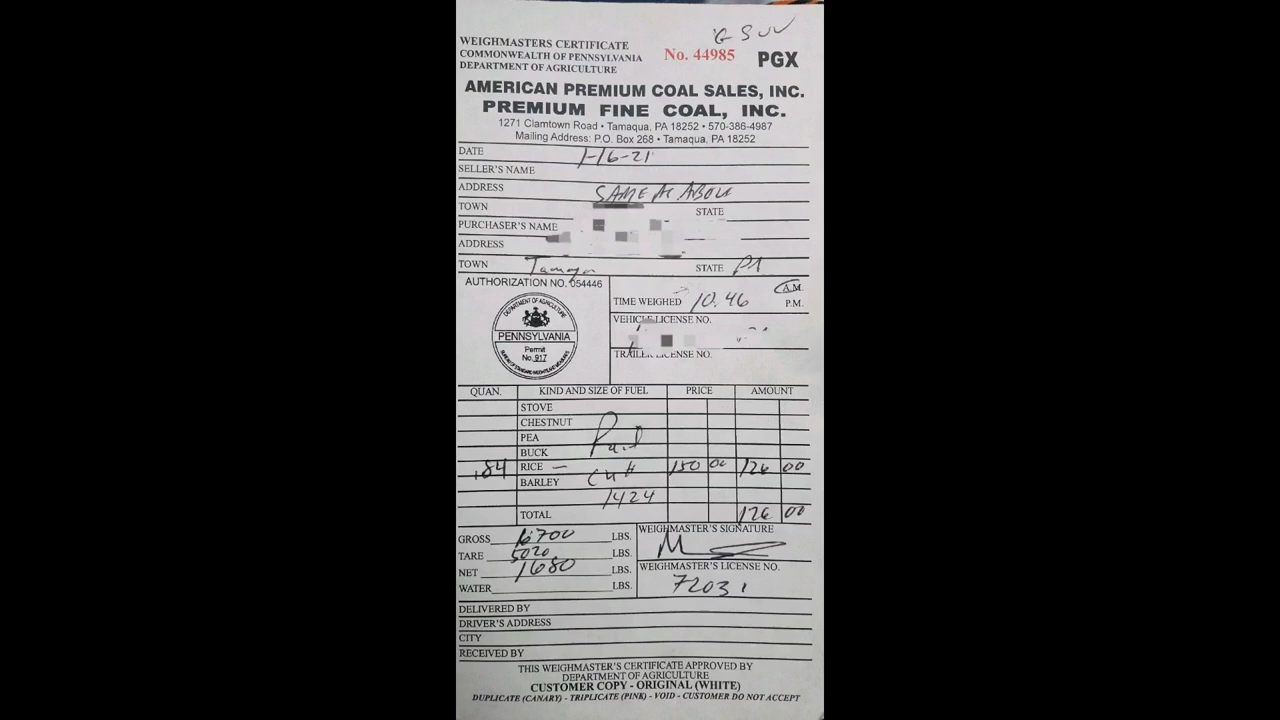 G SUV
WEIGHMASTERS CERTIFICATE
COMMONWEALTH OF PENNSYLVANIA
DEPARTMENT OF AGRICULTURE
No. 44985 PGX
AMERICAN PREMIUM COAL SALES, INC.
PREMIUM FINE COAL, INC.
1271 Clamtown Road • Tamaqua, PA 18252 • 570-386-4987
Mailing Address: P.O. Box 268 • Tamaqua, PA 18252
DATE 1-16-21
SELLER'S NAME
ADDRESS SAME AS ABOVE
TOWN STATE
PURCHASER'S NAME
ADDRESS
TOWN Tamaqua STATE PA
AUTHORIZATION NO. 054446
DEPARTMENT OF AGRICULTURE
PENNSYLVANIA
Permit
No. 917
TIME WEIGHED 10:46 A.M.
P.M.
VEHICLE LICENSE NO.
TRAILER LICENSE NO.
QUAN. KIND AND SIZE OF FUEL PRICE AMOUNT
STOVE
CHESTNUT
PEA Paid
BUCK
.84 RICE — 150 00 126 00
BARLEY
1424
TOTAL 126 00
GROSS 6700 LBS.
TARE 5020 LBS.
NET 1680 LBS.
WATER LBS.
WEIGHMASTER'S SIGNATURE
WEIGHMASTER'S LICENSE NO.
72031
DELIVERED BY
DRIVER'S ADDRESS
CITY
RECEIVED BY
THIS WEIGHMASTER'S CERTIFICATE APPROVED BY
DEPARTMENT OF AGRICULTURE
CUSTOMER COPY - ORIGINAL (WHITE)
DUPLICATE (CANARY) - TRIPLICATE (PINK) - VOID - CUSTOMER DO NOT ACCEPT